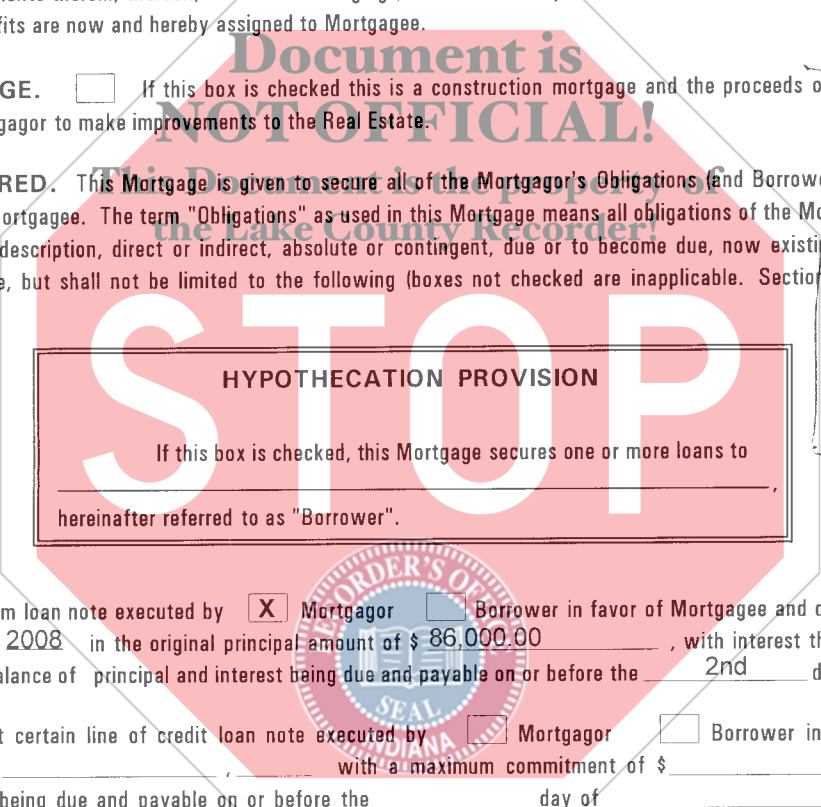 fits are now and hereby assigned to Mortgagee.
Document is
GE. If this box is checked this is a construction mortgage and the proceeds o
NOT OFFICIAL!
gagor to make improvements to the Real Estate.
This Document is the property of
RED. This Mortgage is given to secure all of the Mortgagor's Obligations (and Borrowe
ortgagee. The term "Obligations" as used in this Mortgage means all obligations of the Mo
the Lake County Recorder!
description, direct or indirect, absolute or contingent, due or to become due, now existi
e, but shall not be limited to the following (boxes not checked are inapplicable. Section
STOP
HYPOTHECATION PROVISION
If this box is checked, this Mortgage secures one or more loans to
,
hereinafter referred to as "Borrower".
m loan note executed by X Mortgagor Borrower in favor of Mortgagee and d
2008 in the original principal amount of $ 86,000.00 , with interest th
alance of principal and interest being due and payable on or before the 2nd d
t certain line of credit loan note executed by Mortgagor Borrower in
, with a maximum commitment of $
being due and payable on or before the day of
SEAL
INDIANA